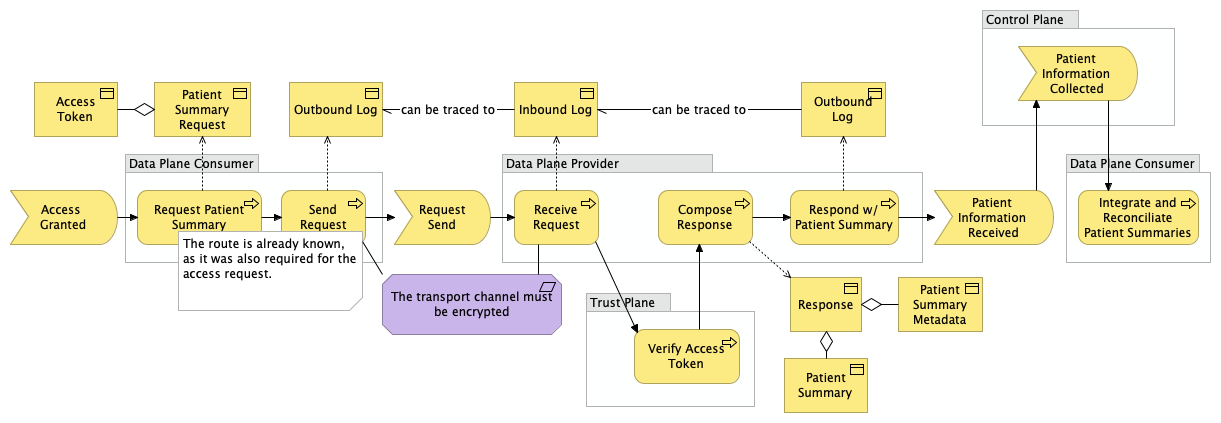 Control Plane
Patient
Information
Collected
Access
Token
Patient
Summary
Request
Outbound Log
can be traced to
Inbound Log
can be traced to
Outbound
Log
Data Plane Consumer
Data Plane Provider
Data Plane Consumer
Access
Granted
Request Patient
Summary
Send
Request
Request
Send
Receive
Request
Compose
Response
Respond w/
Patient Summary
Patient
Information
Received
Integrate and
Reconciliate
Patient Summaries
The route is already known,
as it was also required for the
access request.
The transport channel must
be encrypted
Trust Plane
Verify Access
Token
Response
Patient
Summary
Metadata
Patient
Summary